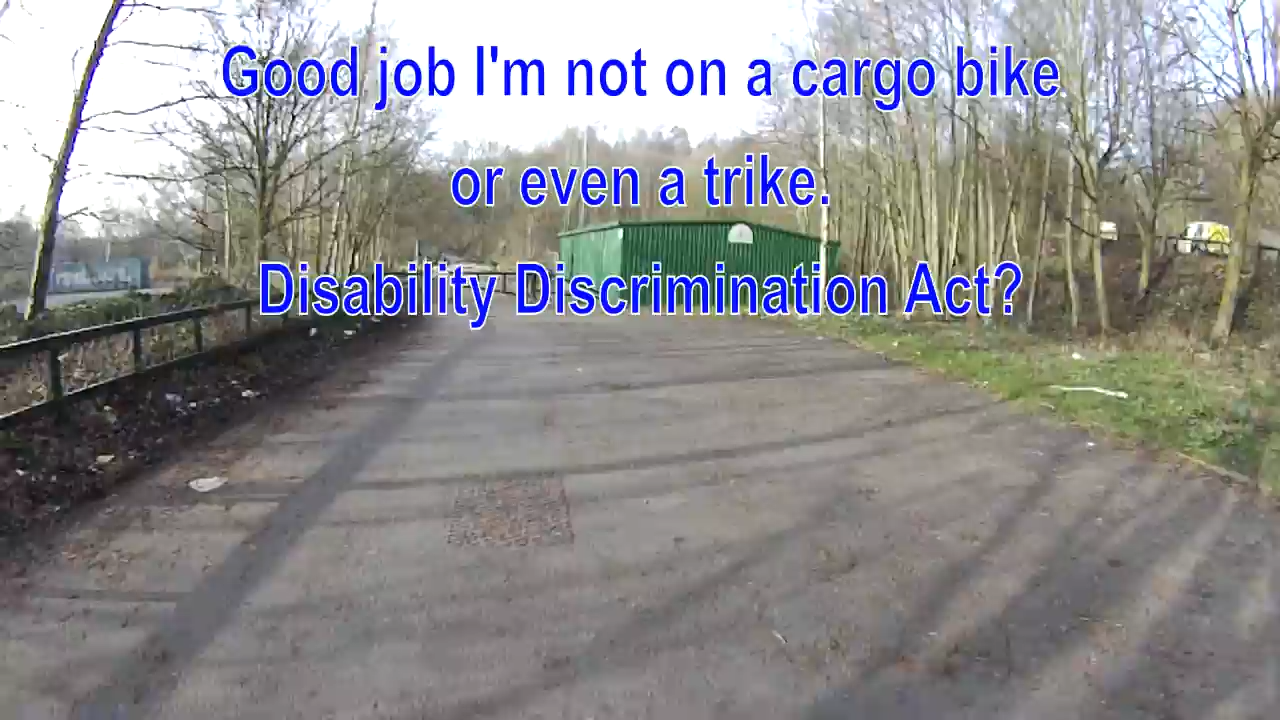 Good job I'm not on a cargo bike
or even a trike.
Disability Discrimination Act?